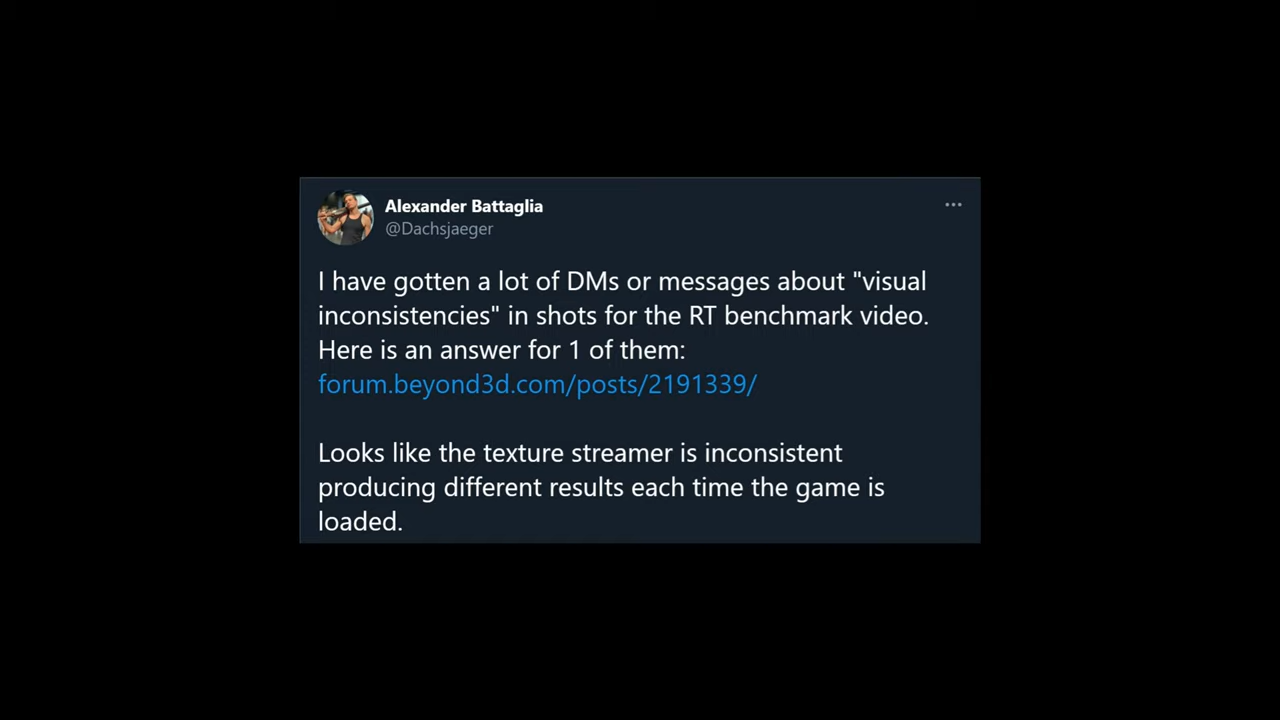 Alexander Battaglia
@Dachsjaeger
I have gotten a lot of DMs or messages about "visual
inconsistencies" in shots for the RT benchmark video.
Here is an answer for 1 of them:
forum.beyond3d.com/posts/2191339/
Looks like the texture streamer is inconsistent
producing different results each time the game is
loaded.